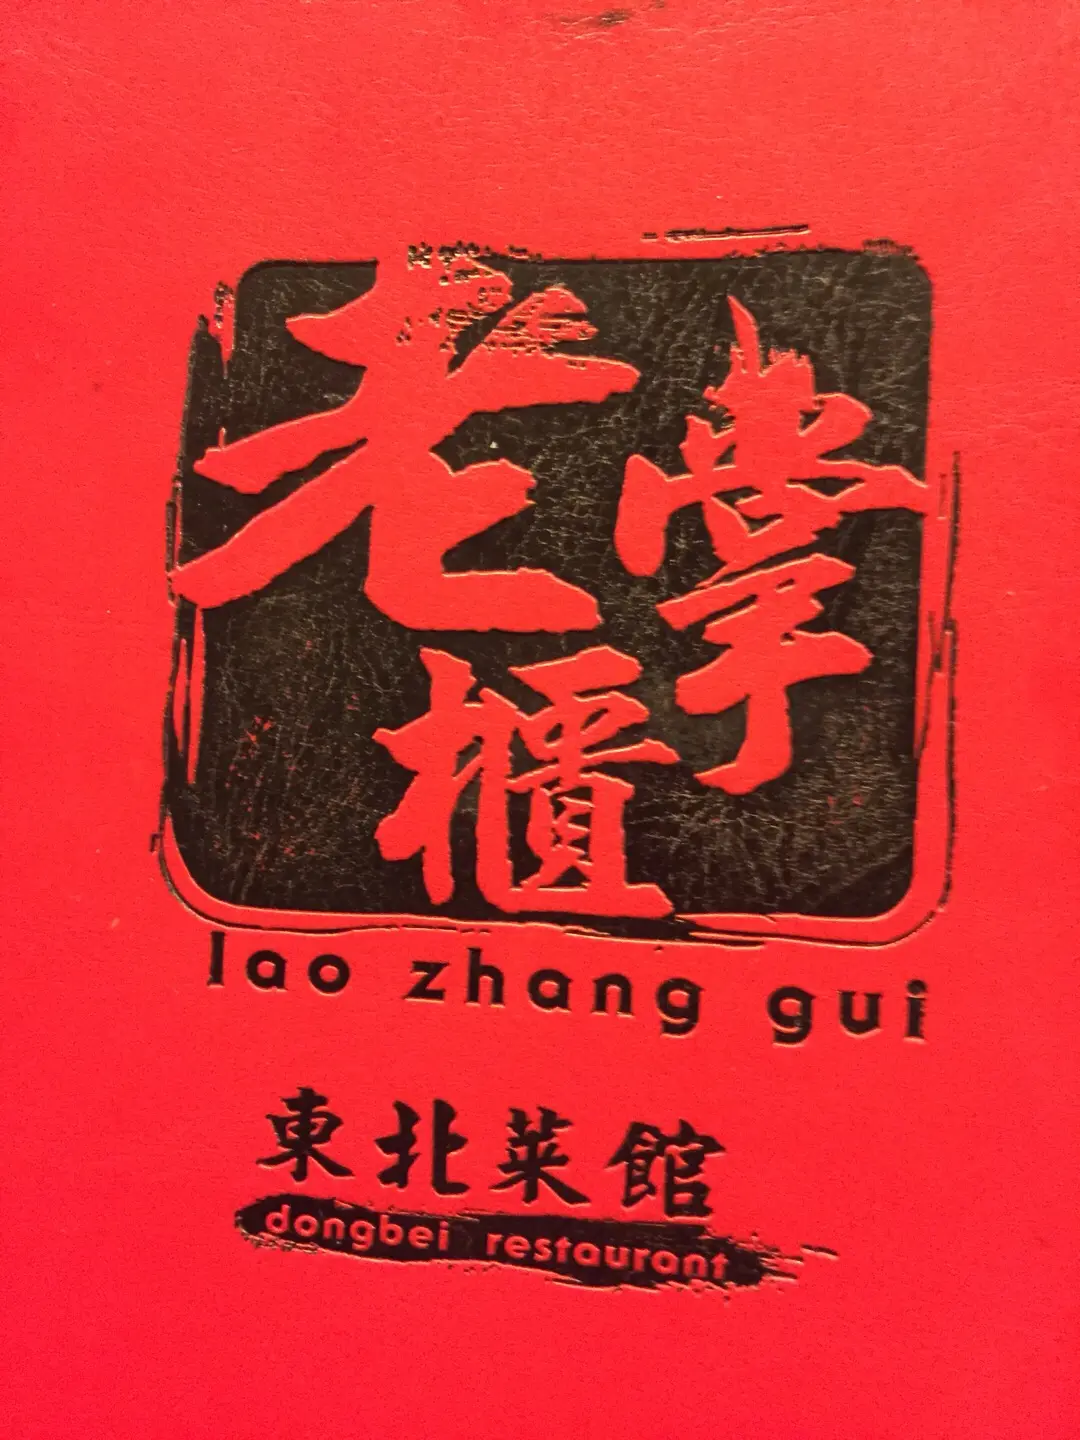 老掌櫃
lao zhang gui
東北菜館
dongbei restaurant